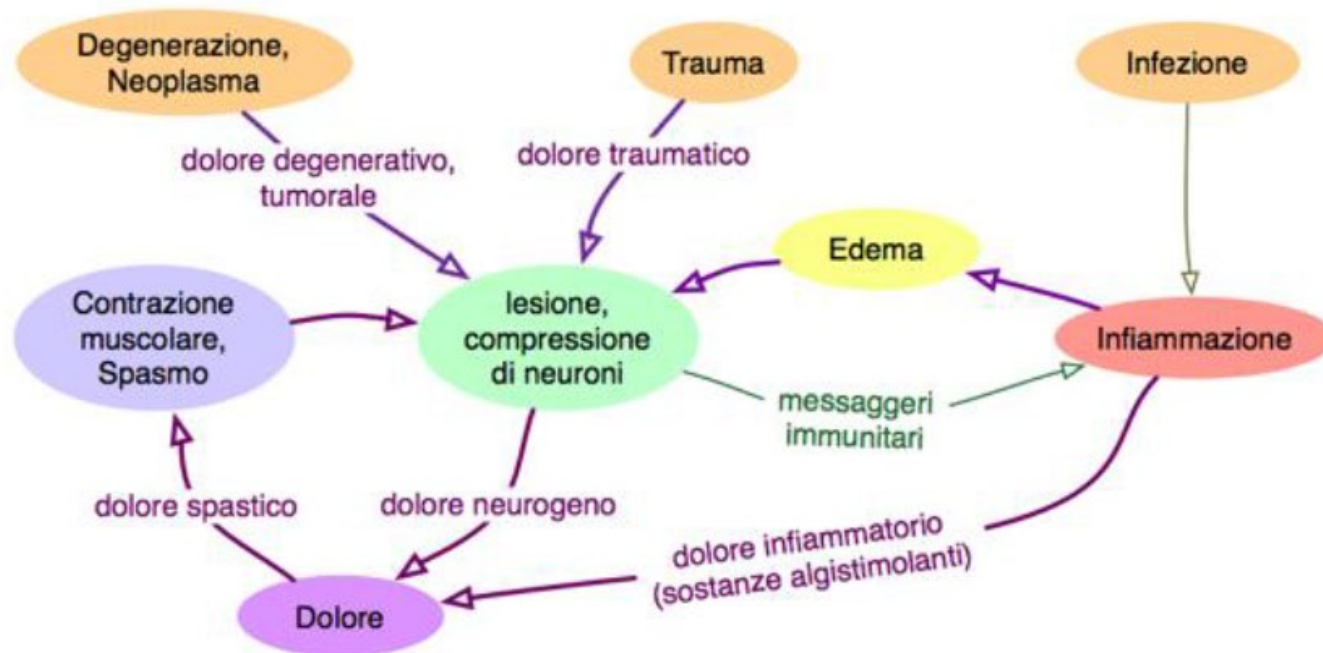 Degenerazione,
Neoplasma
Trauma
Infezione
dolore degenerativo,
tumorale
dolore traumatico
Edema
Contrazione
muscolare,
Spasmo
lesione,
compressione
di neuroni
Infiammazione
messaggeri
immunitari
dolore spastico
dolore neurogeno
dolore infiammatorio
(sostanze algistimolanti)
Dolore